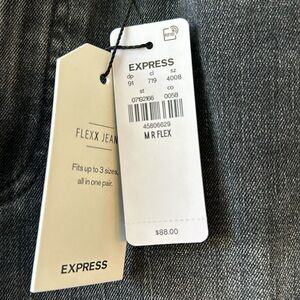 EXPRESS
dp cl sz
91 719 4008
st co
07192166 0058
45806629
M R FLEX
$88.00
FLEXX JEAN
Fits up to 3 sizes,
all in one pair.
EXPRESS